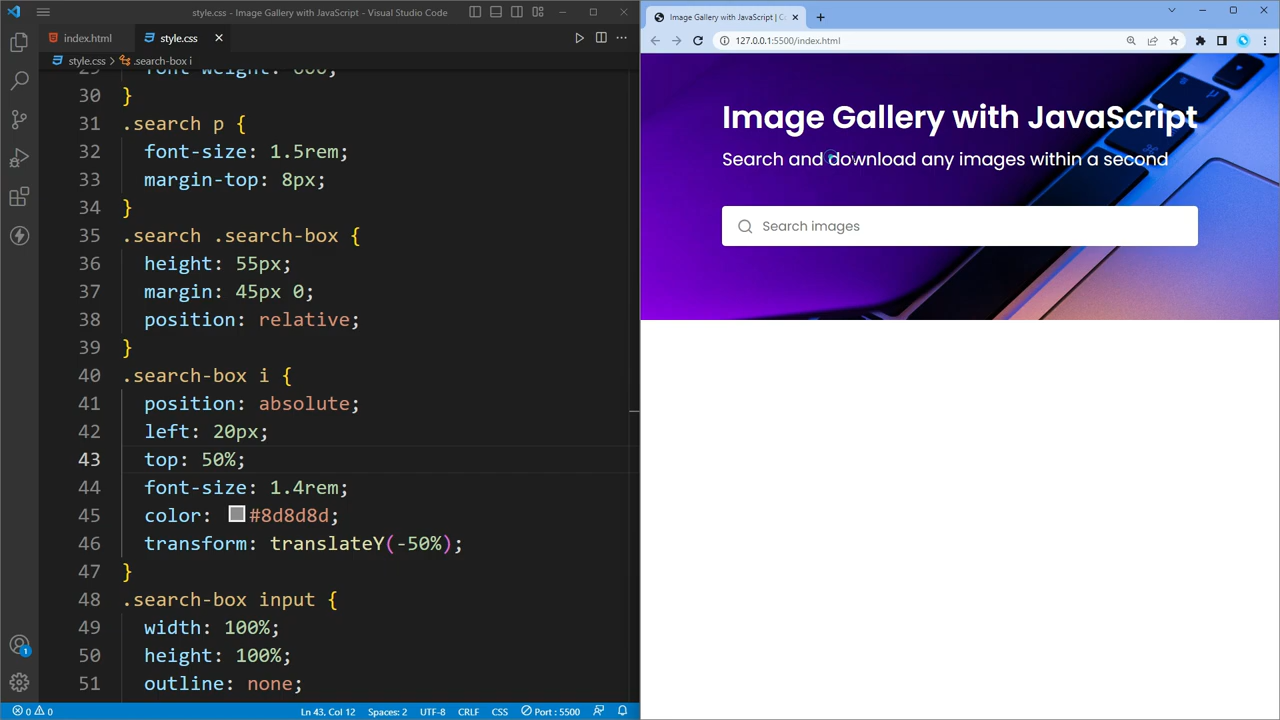 style.css - Image Gallery with JavaScript - Visual Studio Code
index.html
style.css
style.css > .search-box i
30 }
31 .search p {
32 font-size: 1.5rem;
33 margin-top: 8px;
34 }
35 .search .search-box {
36 height: 55px;
37 margin: 45px 0;
38 position: relative;
39 }
40 .search-box i {
41 position: absolute;
42 left: 20px;
43 top: 50%;
44 font-size: 1.4rem;
45 color: #8d8d8d;
46 transform: translateY(-50%);
47 }
48 .search-box input {
49 width: 100%;
50 height: 100%;
51 outline: none;
1
0 0
Ln 43, Col 12
Spaces: 2
UTF-8
CRLF
CSS
Port : 5500
Image Gallery with JavaScript |
127.0.0.1:5500/index.html
Image Gallery with JavaScript
Search and download any images within a second
Search images